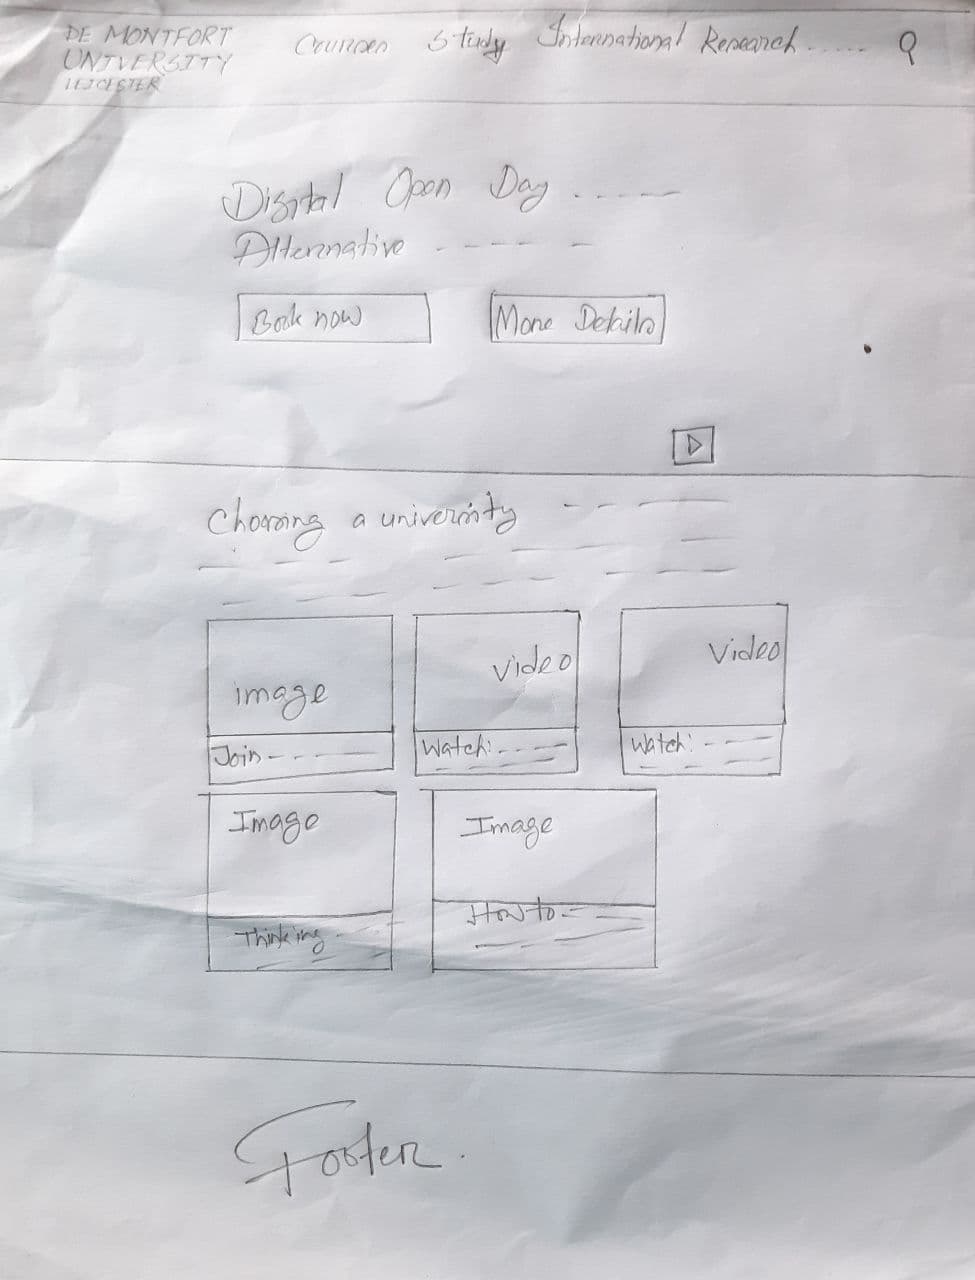 DE MONTFORT
UNIVERSITY
LEICESTER
Courses Study International Research ......
Digital Open Day -----
Alternative -----
Book now
More Details
Choosing a university
image
video
Video
Join ----
Watch: ----
Watch: ----
Image
Image
Thinking -
How to --
Footer.